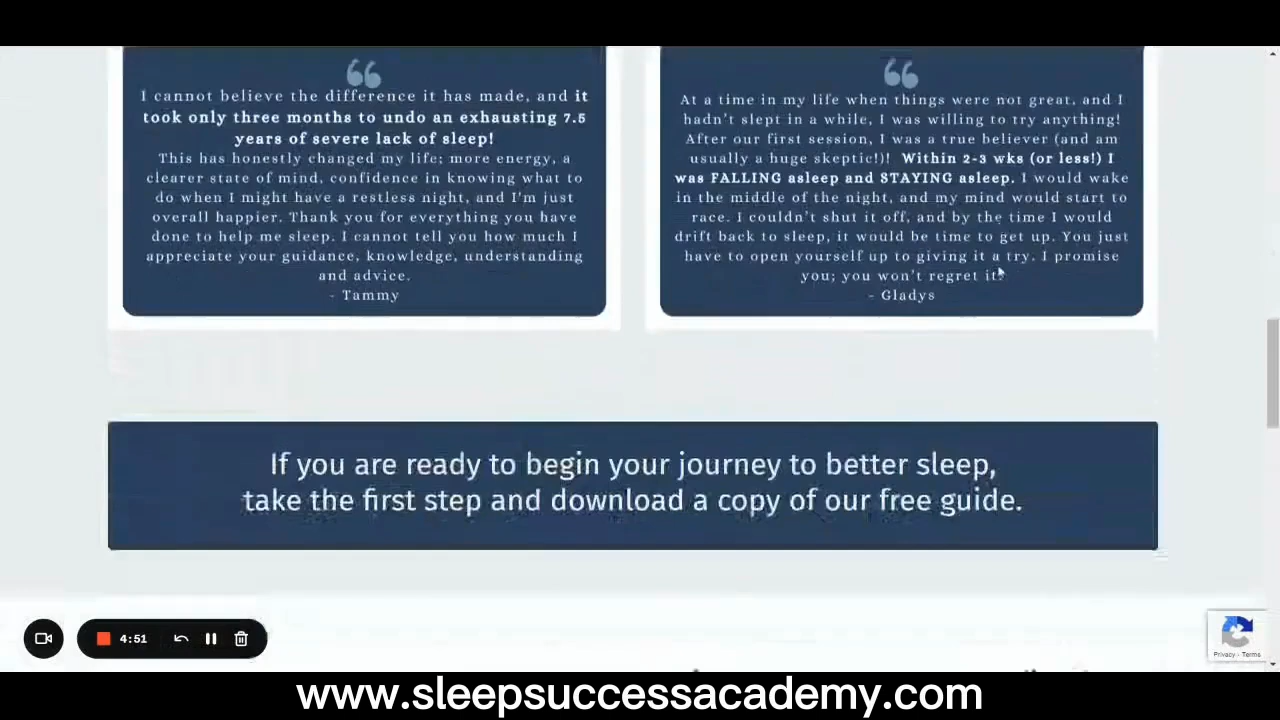 I cannot believe the difference it has made, and it
took only three months to undo an exhausting 7.5
years of severe lack of sleep!
This has honestly changed my life; more energy, a
clearer state of mind, confidence in knowing what to
do when I might have a restless night, and I'm just
overall happier. Thank you for everything you have
done to help me sleep. I cannot tell you how much I
appreciate your guidance, knowledge, understanding
and advice.
- Tammy
At a time in my life when things were not great, and I
hadn't slept in a while, I was willing to try anything!
After our first session, I was a true believer (and am
usually a huge skeptic!)! Within 2-3 wks (or less!) I
was FALLING asleep and STAYING asleep. I would wake
in the middle of the night, and my mind would start to
race. I couldn't shut it off, and by the time I would
drift back to sleep, it would be time to get up. You just
have to open yourself up to giving it a try. I promise
you; you won't regret it!
- Gladys
If you are ready to begin your journey to better sleep,
take the first step and download a copy of our free guide.
4:51
Privacy - Terms
www.sleepsuccessacademy.com